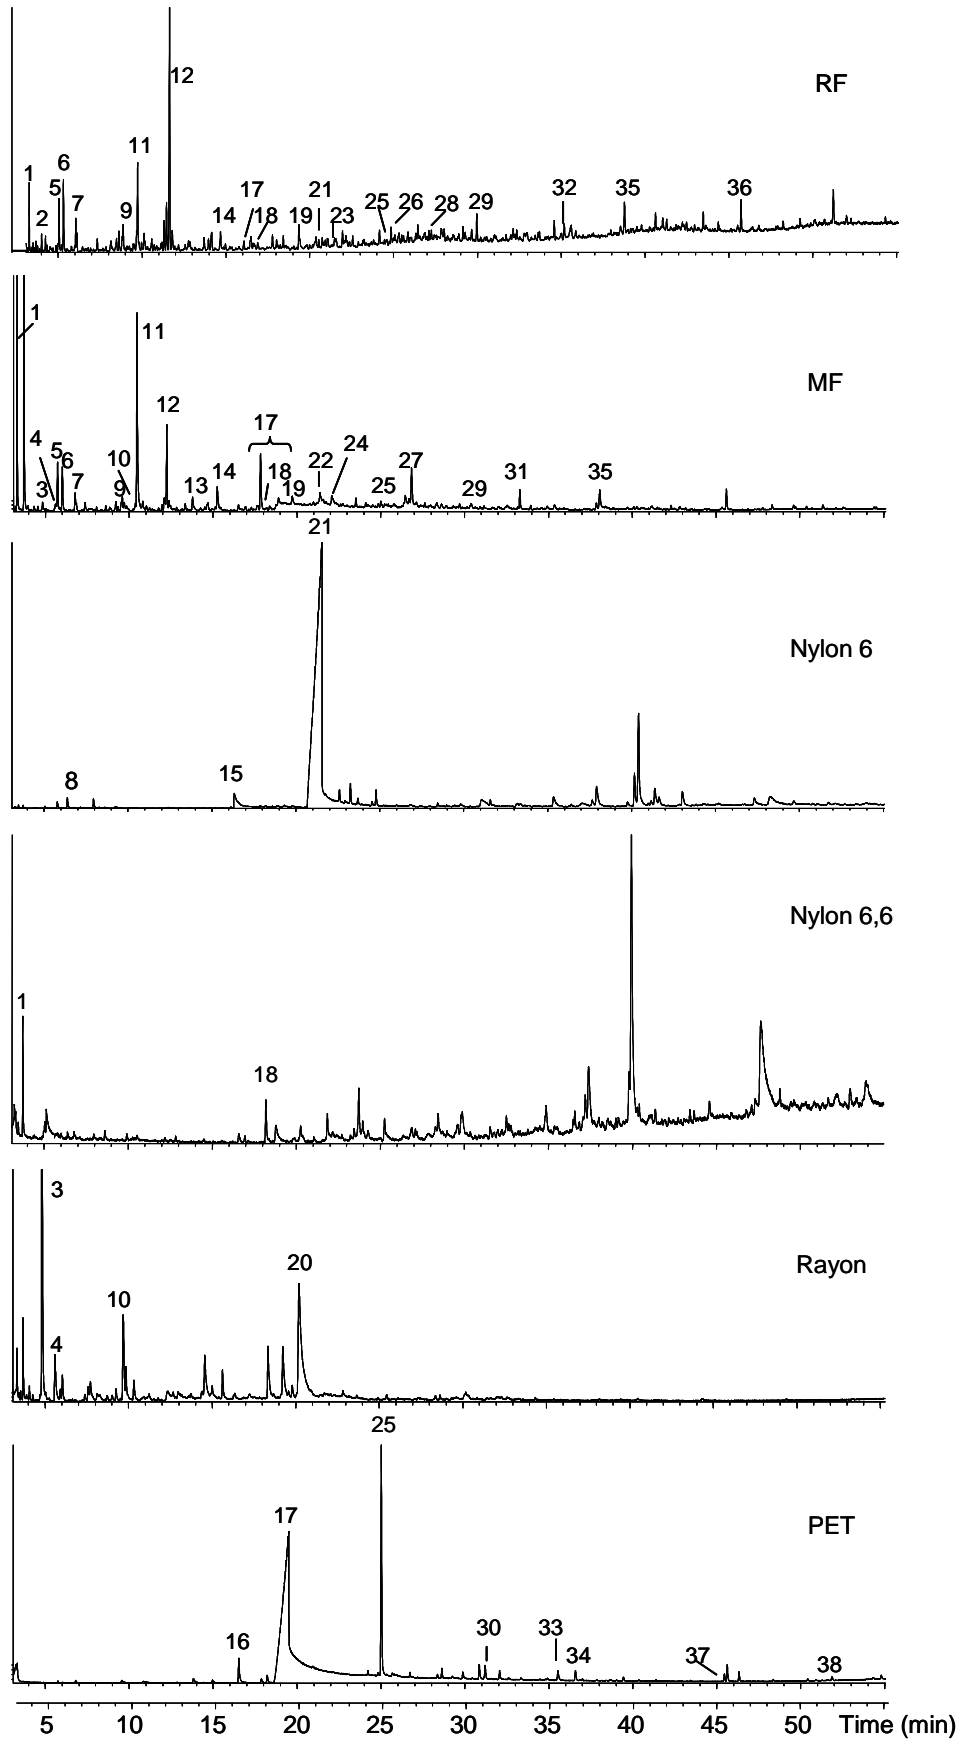 RF
1 2 5 6 7 9 11 12 14 17 18 19 21 23 25 26 28 29 32 35 36
MF
1 4 3 5 6 7 10 9 11 12 13 14 17 18 19 22 24 25 27 29 31 35
Nylon 6
8 15 21
Nylon 6,6
1 18
Rayon
3 4 10 20
PET
16 17 25 30 33 34 37 38
5 10 15 20 25 30 35 40 45 50 Time (min)